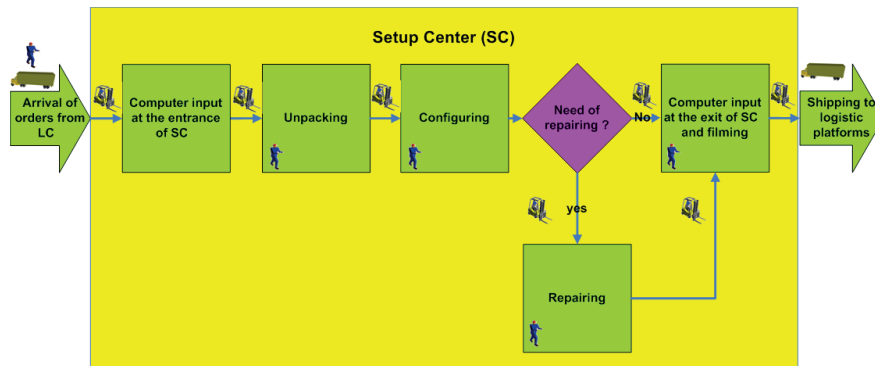 Setup Center (SC)
Arrival of
orders from
LC
Computer input
at the entrance
of SC
Unpacking
Configuring
Need of
repairing ?
No
Computer input
at the exit of SC
and filming
Shipping to
logistic
platforms
yes
Repairing